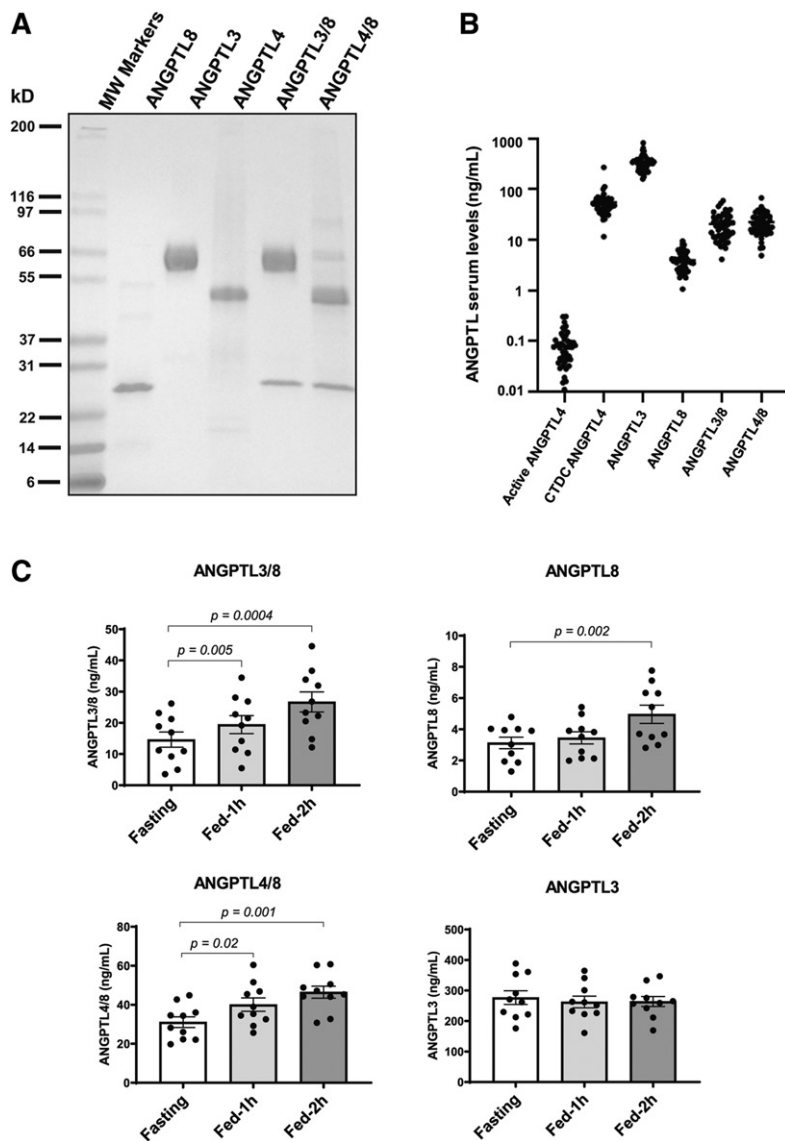 A
MW Markers
ANGPTL8
ANGPTL3
ANGPTL4
ANGPTL3/8
ANGPTL4/8
kD
200
116
97
66
55
37
31
22
14
6
B
ANGPTL serum levels (ng/mL)
1000
100
10
1
0.1
0.01
Active ANGPTL4
CTDC ANGPTL4
ANGPTL3
ANGPTL8
ANGPTL3/8
ANGPTL4/8
C
ANGPTL3/8
p = 0.0004
p = 0.005
ANGPTL3/8 (ng/mL)
50
40
30
20
10
0
Fasting
Fed-1h
Fed-2h
ANGPTL8
p = 0.002
ANGPTL8 (ng/mL)
8
6
4
2
0
Fasting
Fed-1h
Fed-2h
ANGPTL4/8
p = 0.001
p = 0.02
ANGPTL4/8 (ng/mL)
80
60
40
20
0
Fasting
Fed-1h
Fed-2h
ANGPTL3
ANGPTL3 (ng/mL)
500
400
300
200
100
0
Fasting
Fed-1h
Fed-2h